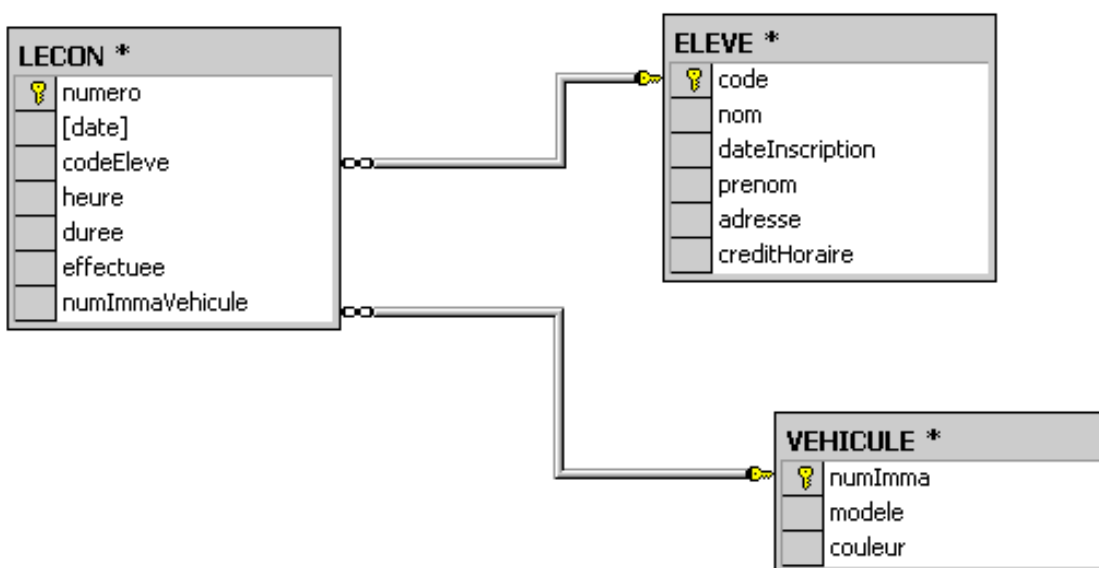 LECON *
numero
[date]
codeEleve
heure
duree
effectuee
numImmaVehicule
ELEVE *
code
nom
dateInscription
prenom
adresse
creditHoraire
VEHICULE *
numImma
modele
couleur